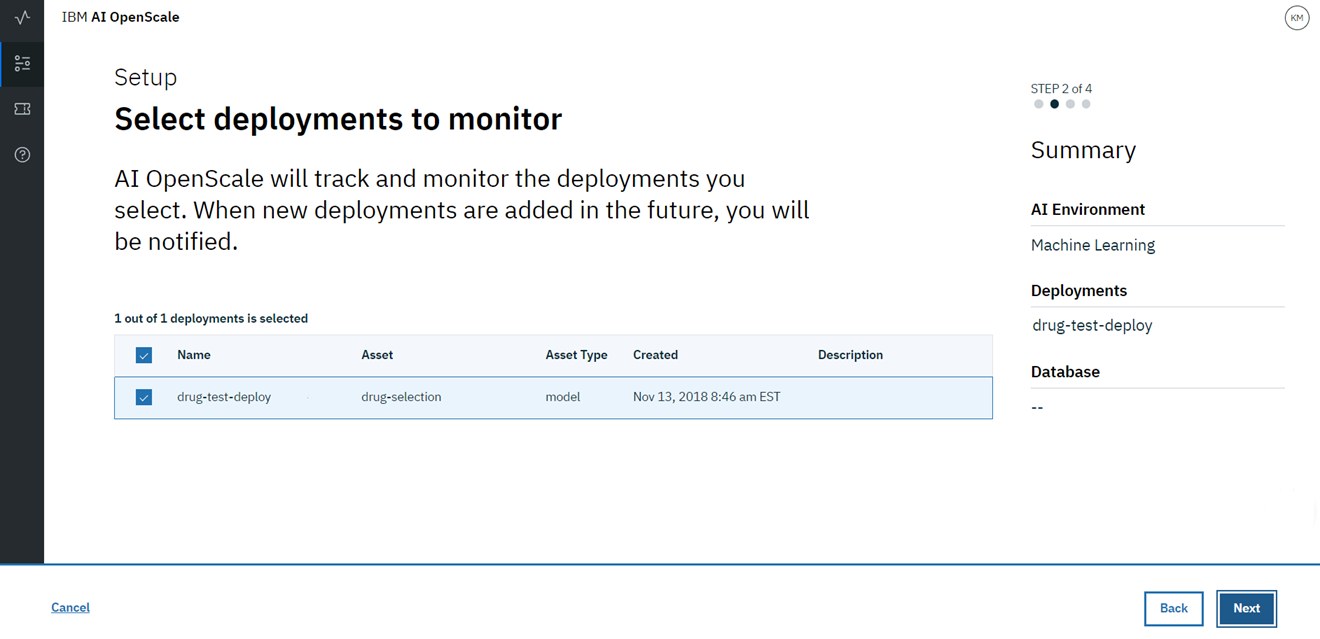 IBM AI OpenScale
KM
Setup
Select deployments to monitor
AI OpenScale will track and monitor the deployments you
select. When new deployments are added in the future, you will
be notified.
1 out of 1 deployments is selected
Name Asset Asset Type Created Description
drug-test-deploy drug-selection model Nov 13, 2018 8:46 am EST
STEP 2 of 4
Summary
AI Environment
Machine Learning
Deployments
drug-test-deploy
Database
--
Cancel
Back
Next